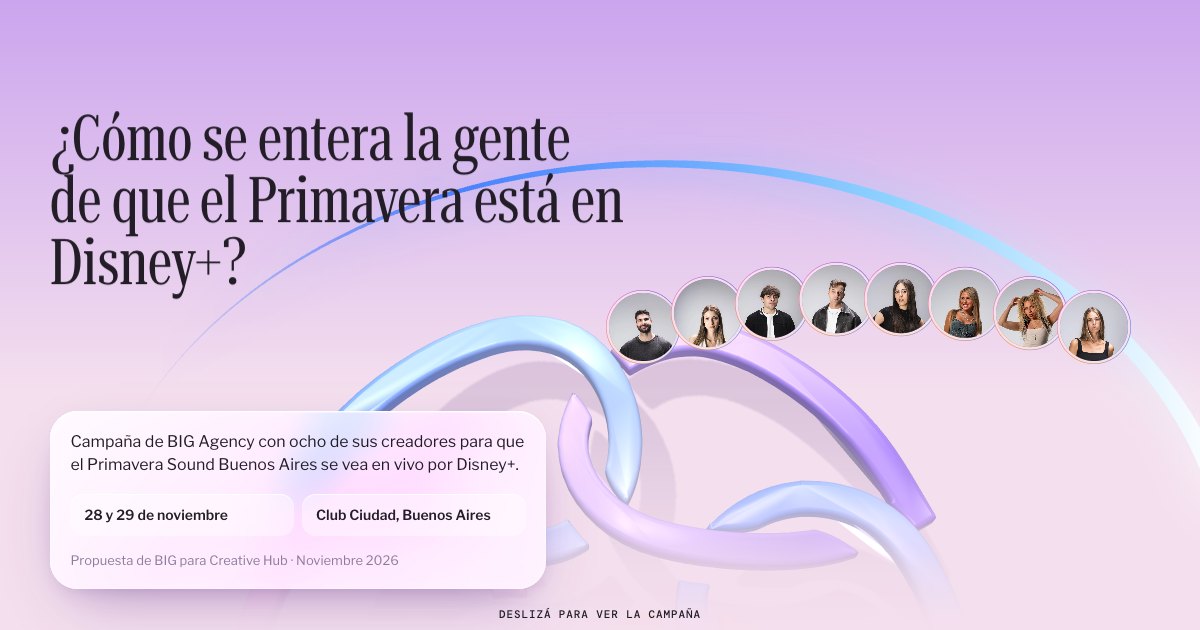 ¿Cómo se entera la gente
de que el Primavera está en
Disney+?
Campaña de BIG Agency con ocho de sus creadores para que
el Primavera Sound Buenos Aires se vea en vivo por Disney+.
28 y 29 de noviembre
Club Ciudad, Buenos Aires
Propuesta de BIG para Creative Hub · Noviembre 2026
DESLIZÁ PARA VER LA CAMPAÑA